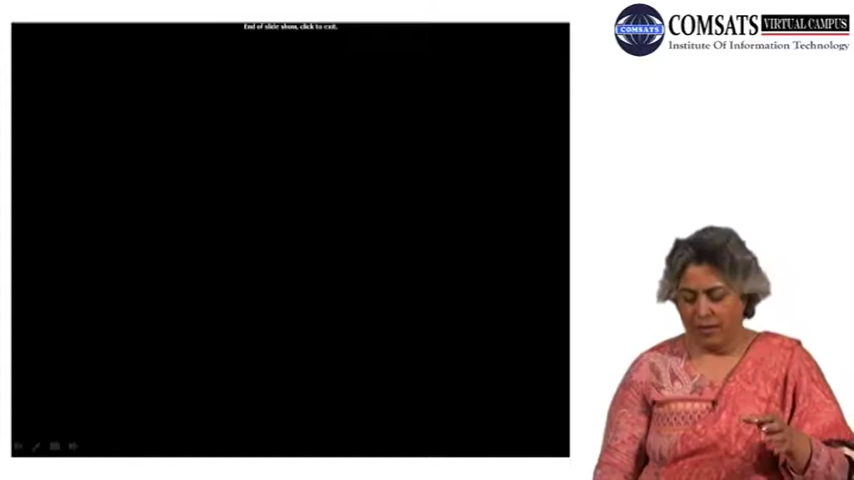 End of slide show, click to exit.
COMSATS VIRTUAL CAMPUS
COMSATS
Institute Of Information Technology